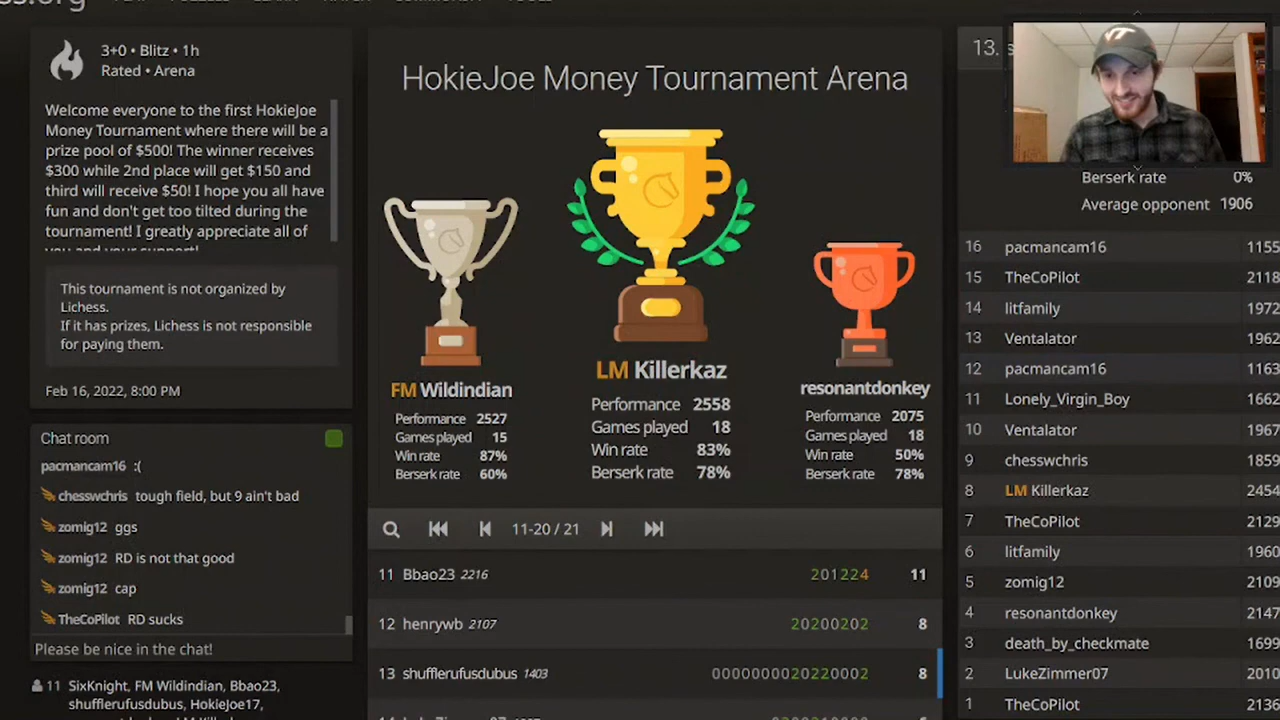 3+0 • Blitz • 1h
Rated • Arena
Welcome everyone to the first HokieJoe
Money Tournament where there will be a
prize pool of $500! The winner receives
$300 while 2nd place will get $150 and
third will receive $50! I hope you all have
fun and don't get too tilted during the
tournament! I greatly appreciate all of
you and your support!
This tournament is not organized by
Lichess.
If it has prizes, Lichess is not responsible
for paying them.
Feb 16, 2022, 8:00 PM
Chat room
pacmancam16 :(
chesswchris tough field, but 9 ain't bad
zomig12 ggs
zomig12 RD is not that good
zomig12 cap
TheCoPilot RD sucks
Please be nice in the chat!
11 SixKnight, FM Wildindian, Bbao23,
shufflerufusdubus, HokieJoe17,
HokieJoe Money Tournament Arena
FM Wildindian
Performance 2527
Games played 15
Win rate 87%
Berserk rate 60%
LM Killerkaz
Performance 2558
Games played 18
Win rate 83%
Berserk rate 78%
resonantdonkey
Performance 2075
Games played 18
Win rate 50%
Berserk rate 78%
11-20 / 21
11 Bbao23 2216 201224 11
12 henrywb 2107 20200202 8
13 shufflerufusdubus 1403 0000000020220002 8
13. s
VT
Berserk rate 0%
Average opponent 1906
16 pacmancam16 1155
15 TheCoPilot 2118
14 litfamily 1972
13 Ventalator 1962
12 pacmancam16 1163
11 Lonely_Virgin_Boy 1662
10 Ventalator 1967
9 chesswchris 1859
8 LM Killerkaz 2454
7 TheCoPilot 2129
6 litfamily 1960
5 zomig12 2109
4 resonantdonkey 2147
3 death_by_checkmate 1699
2 LukeZimmer07 2010
1 TheCoPilot 2136